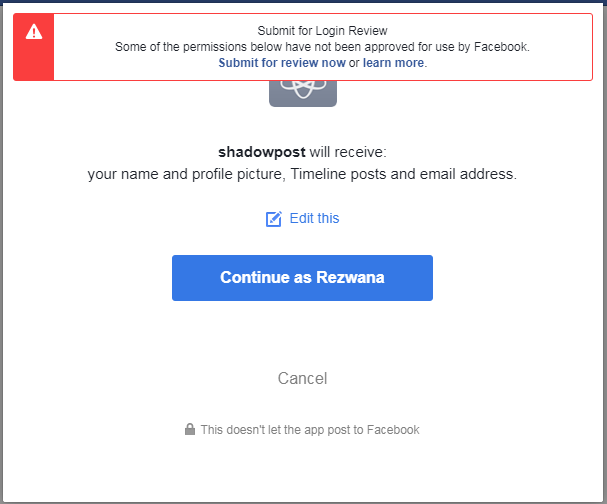 Submit for Login Review
Some of the permissions below have not been approved for use by Facebook.
Submit for review now or learn more.
shadowpost will receive:
your name and profile picture, Timeline posts and email address.
Edit this
Continue as Rezwana
Cancel
This doesn't let the app post to Facebook